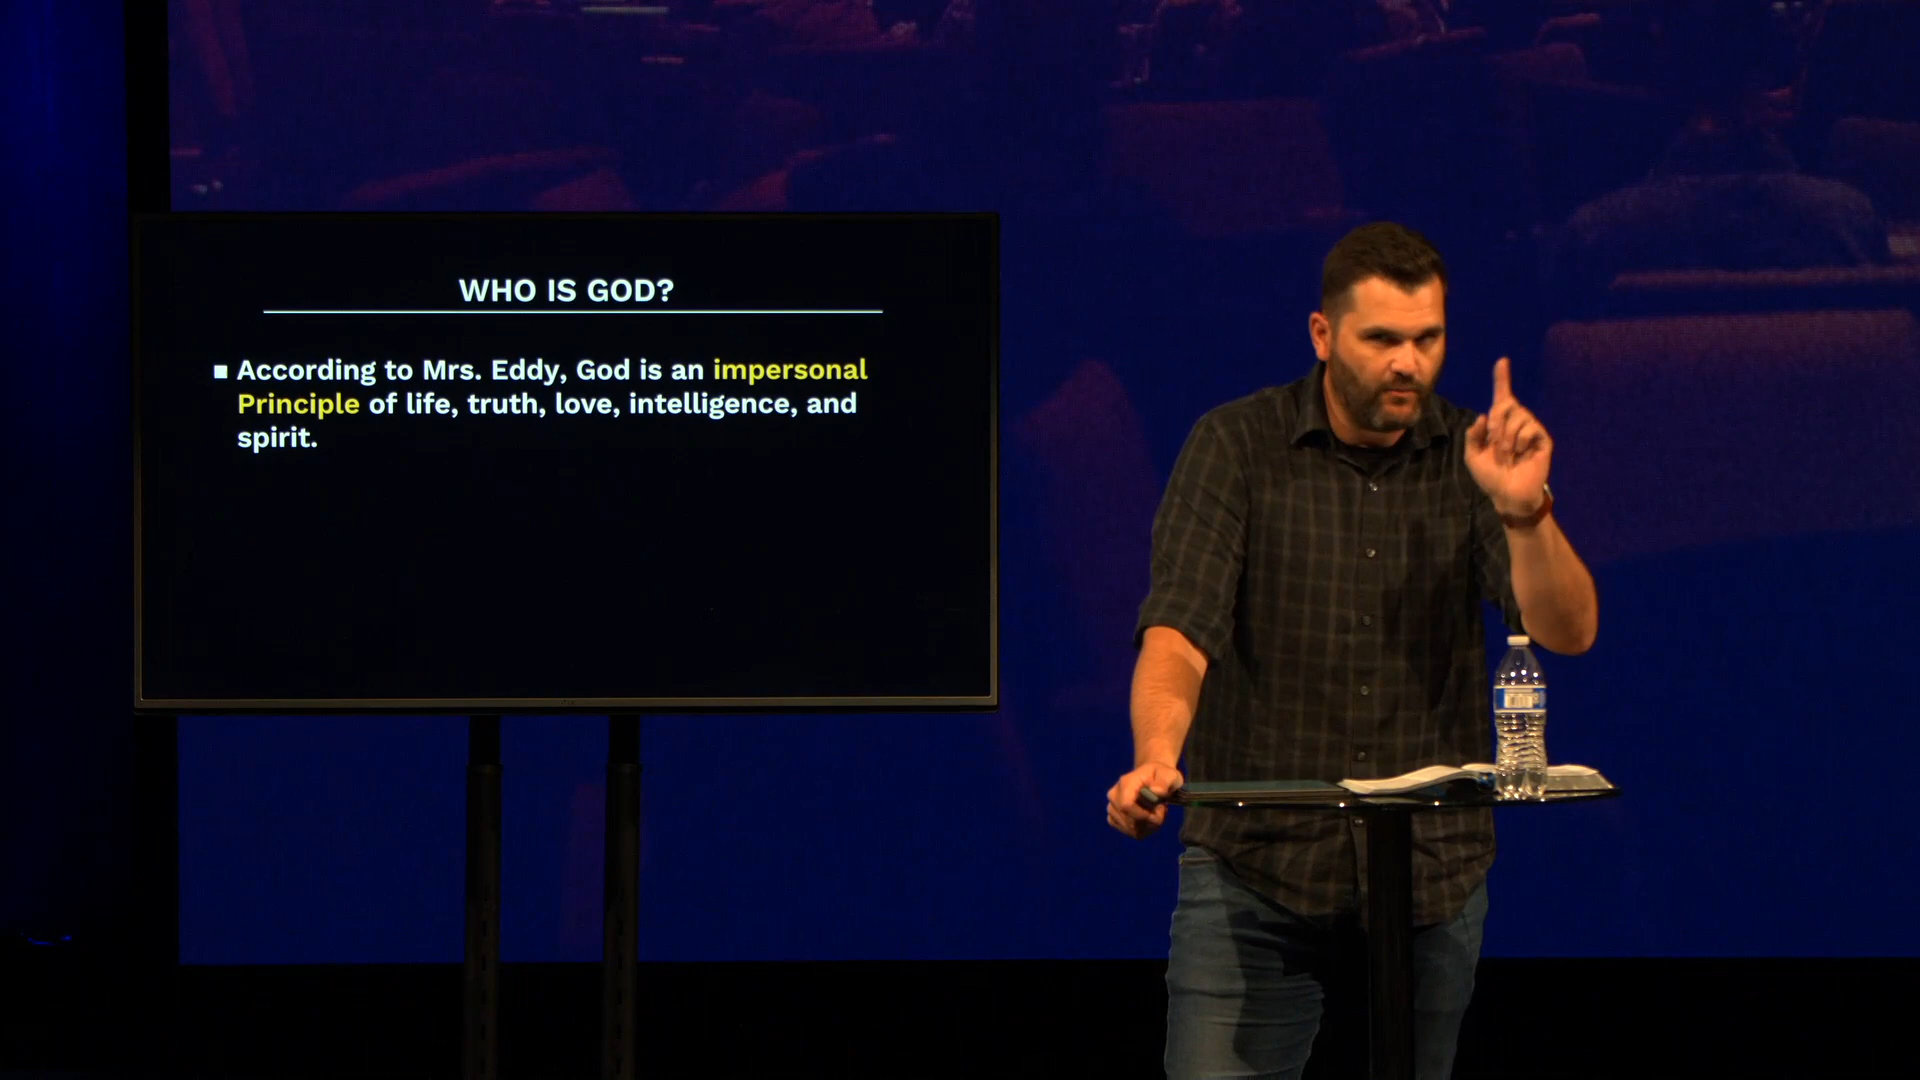 WHO IS GOD?
■ According to Mrs. Eddy, God is an impersonal
Principle of life, truth, love, intelligence, and
spirit.